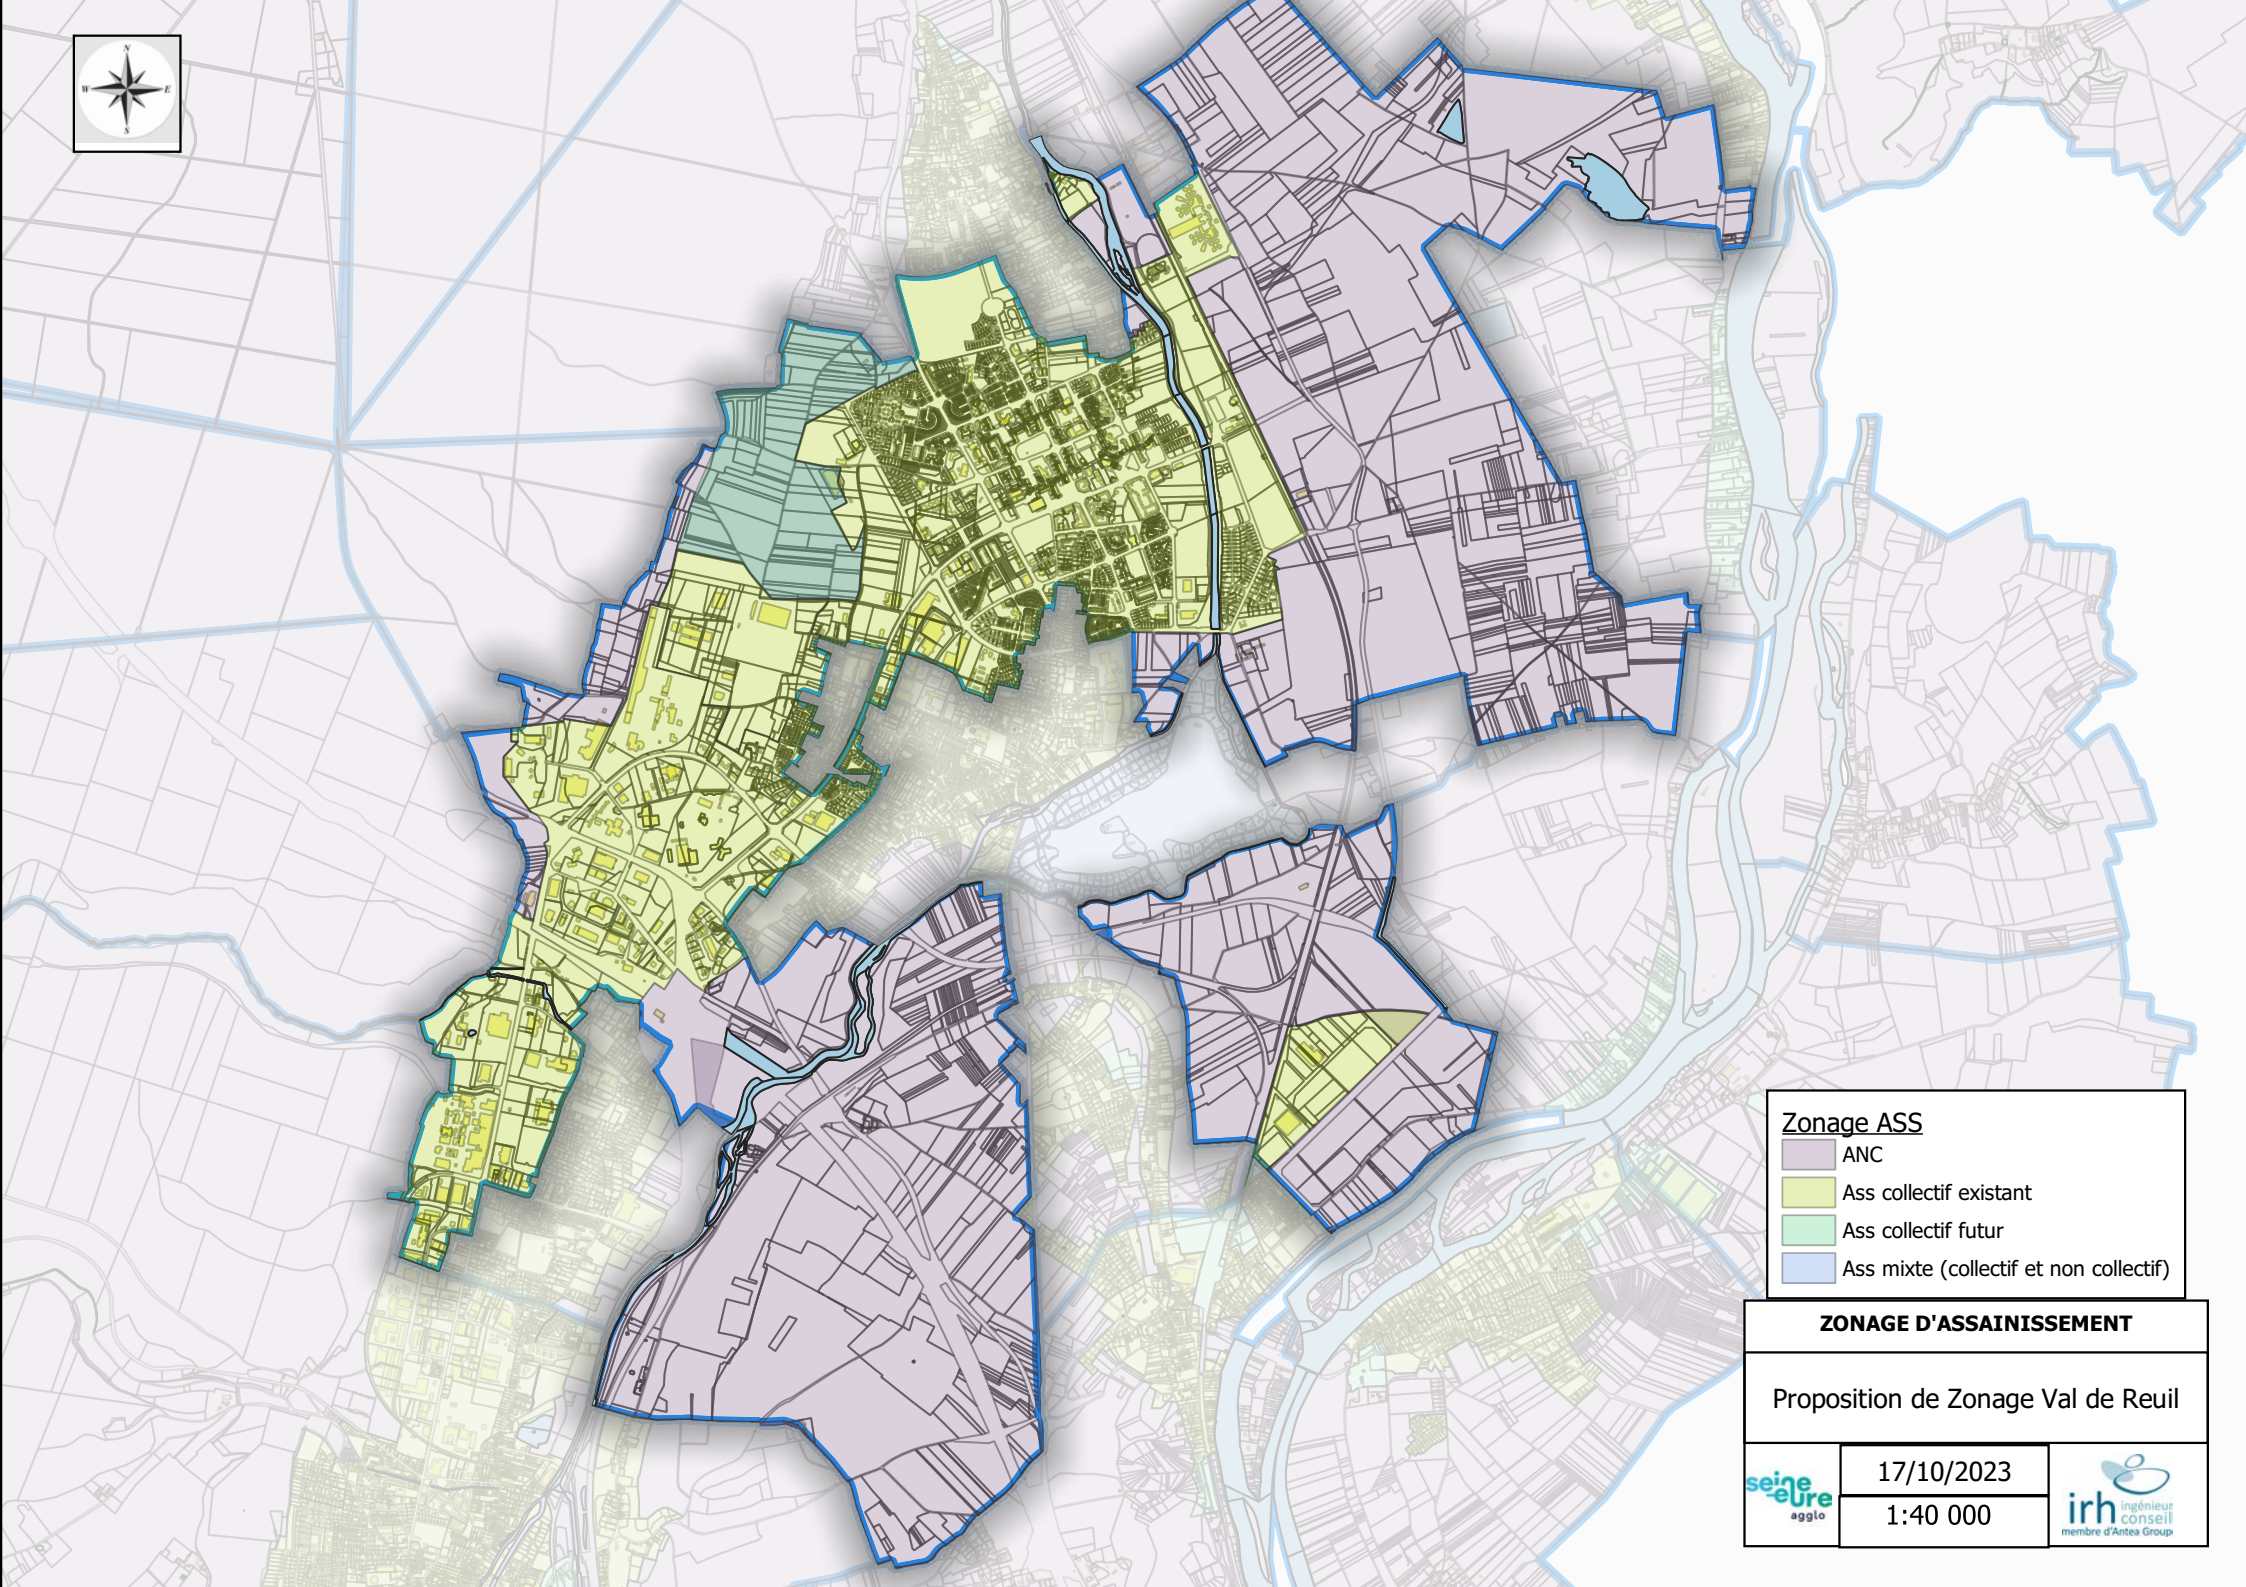 N
W E
S
Zonage ASS
ANC
Ass collectif existant
Ass collectif futur
Ass mixte (collectif et non collectif)
ZONAGE D'ASSAINISSEMENT
Proposition de Zonage Val de Reuil
seine
eure
agglo
17/10/2023
1:40 000
irh ingénieur
conseil
membre d'Antea Group